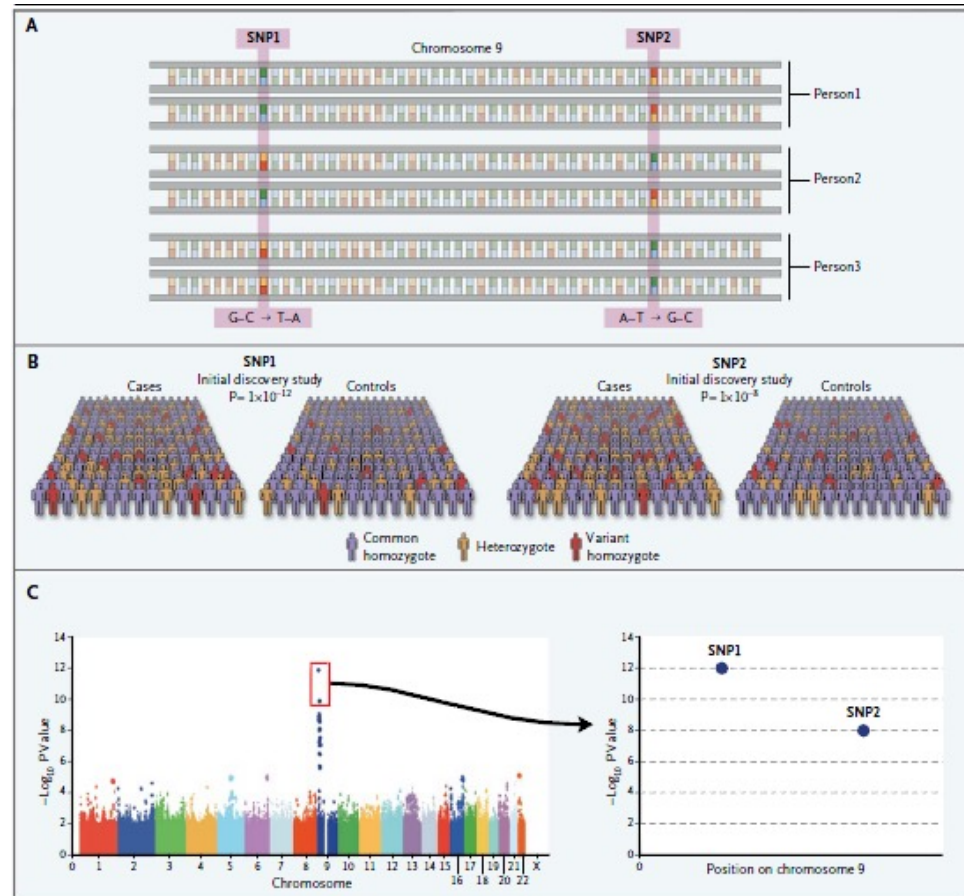 A
SNP1
SNP2
Chromosome 9
Person1
Person2
Person3
G–C → T–A
A–T → G–C
B
SNP1
SNP2
Cases
Initial discovery study
Controls
Cases
Initial discovery study
Controls
P= 1×10⁻¹²
P= 1×10⁻⁸
Common homozygote
Heterozygote
Variant homozygote
C
14
12
10
8
6
4
2
0
−Log₁₀ P Value
0 1 2 3 4 5 6 7 8 9 10 11 12 13 14 15 17 19 21 X
16 18 20 22
Chromosome
14
12
10
8
6
4
2
0
−Log₁₀ P Value
SNP1
SNP2
0
Position on chromosome 9